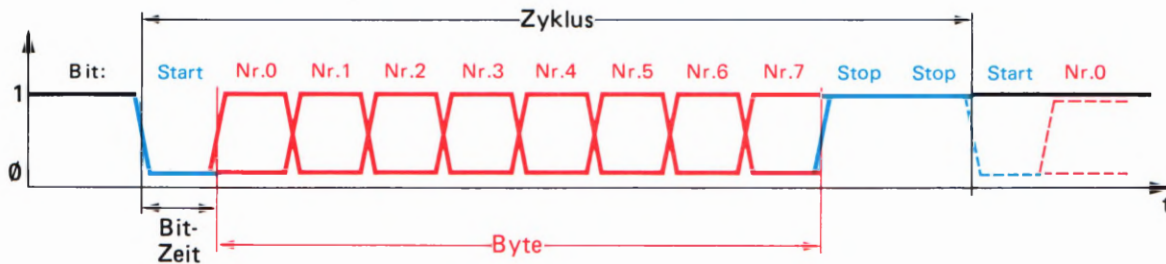 Zyklus
Bit: Start Nr.0 Nr.1 Nr.2 Nr.3 Nr.4 Nr.5 Nr.6 Nr.7 Stop Stop Start Nr.0
1
Ø
t
Bit-
Zeit
Byte